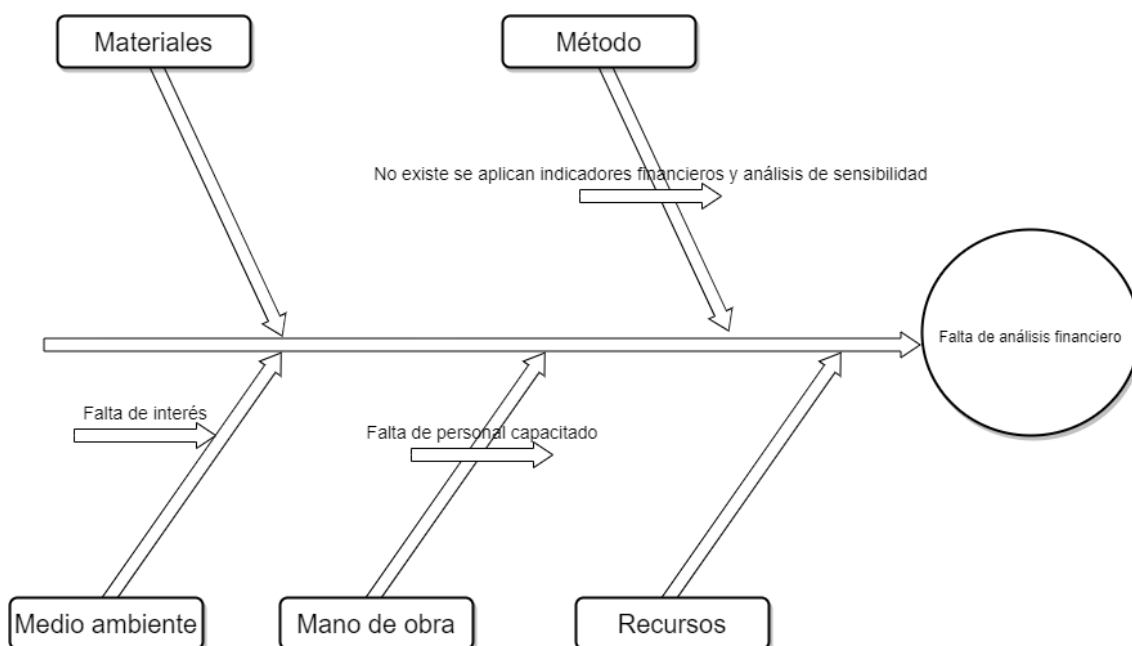 Materiales
Método
No existe se aplican indicadores financieros y análisis de sensibilidad
Falta de análisis financiero
Falta de interés
Falta de personal capacitado
Medio ambiente
Mano de obra
Recursos